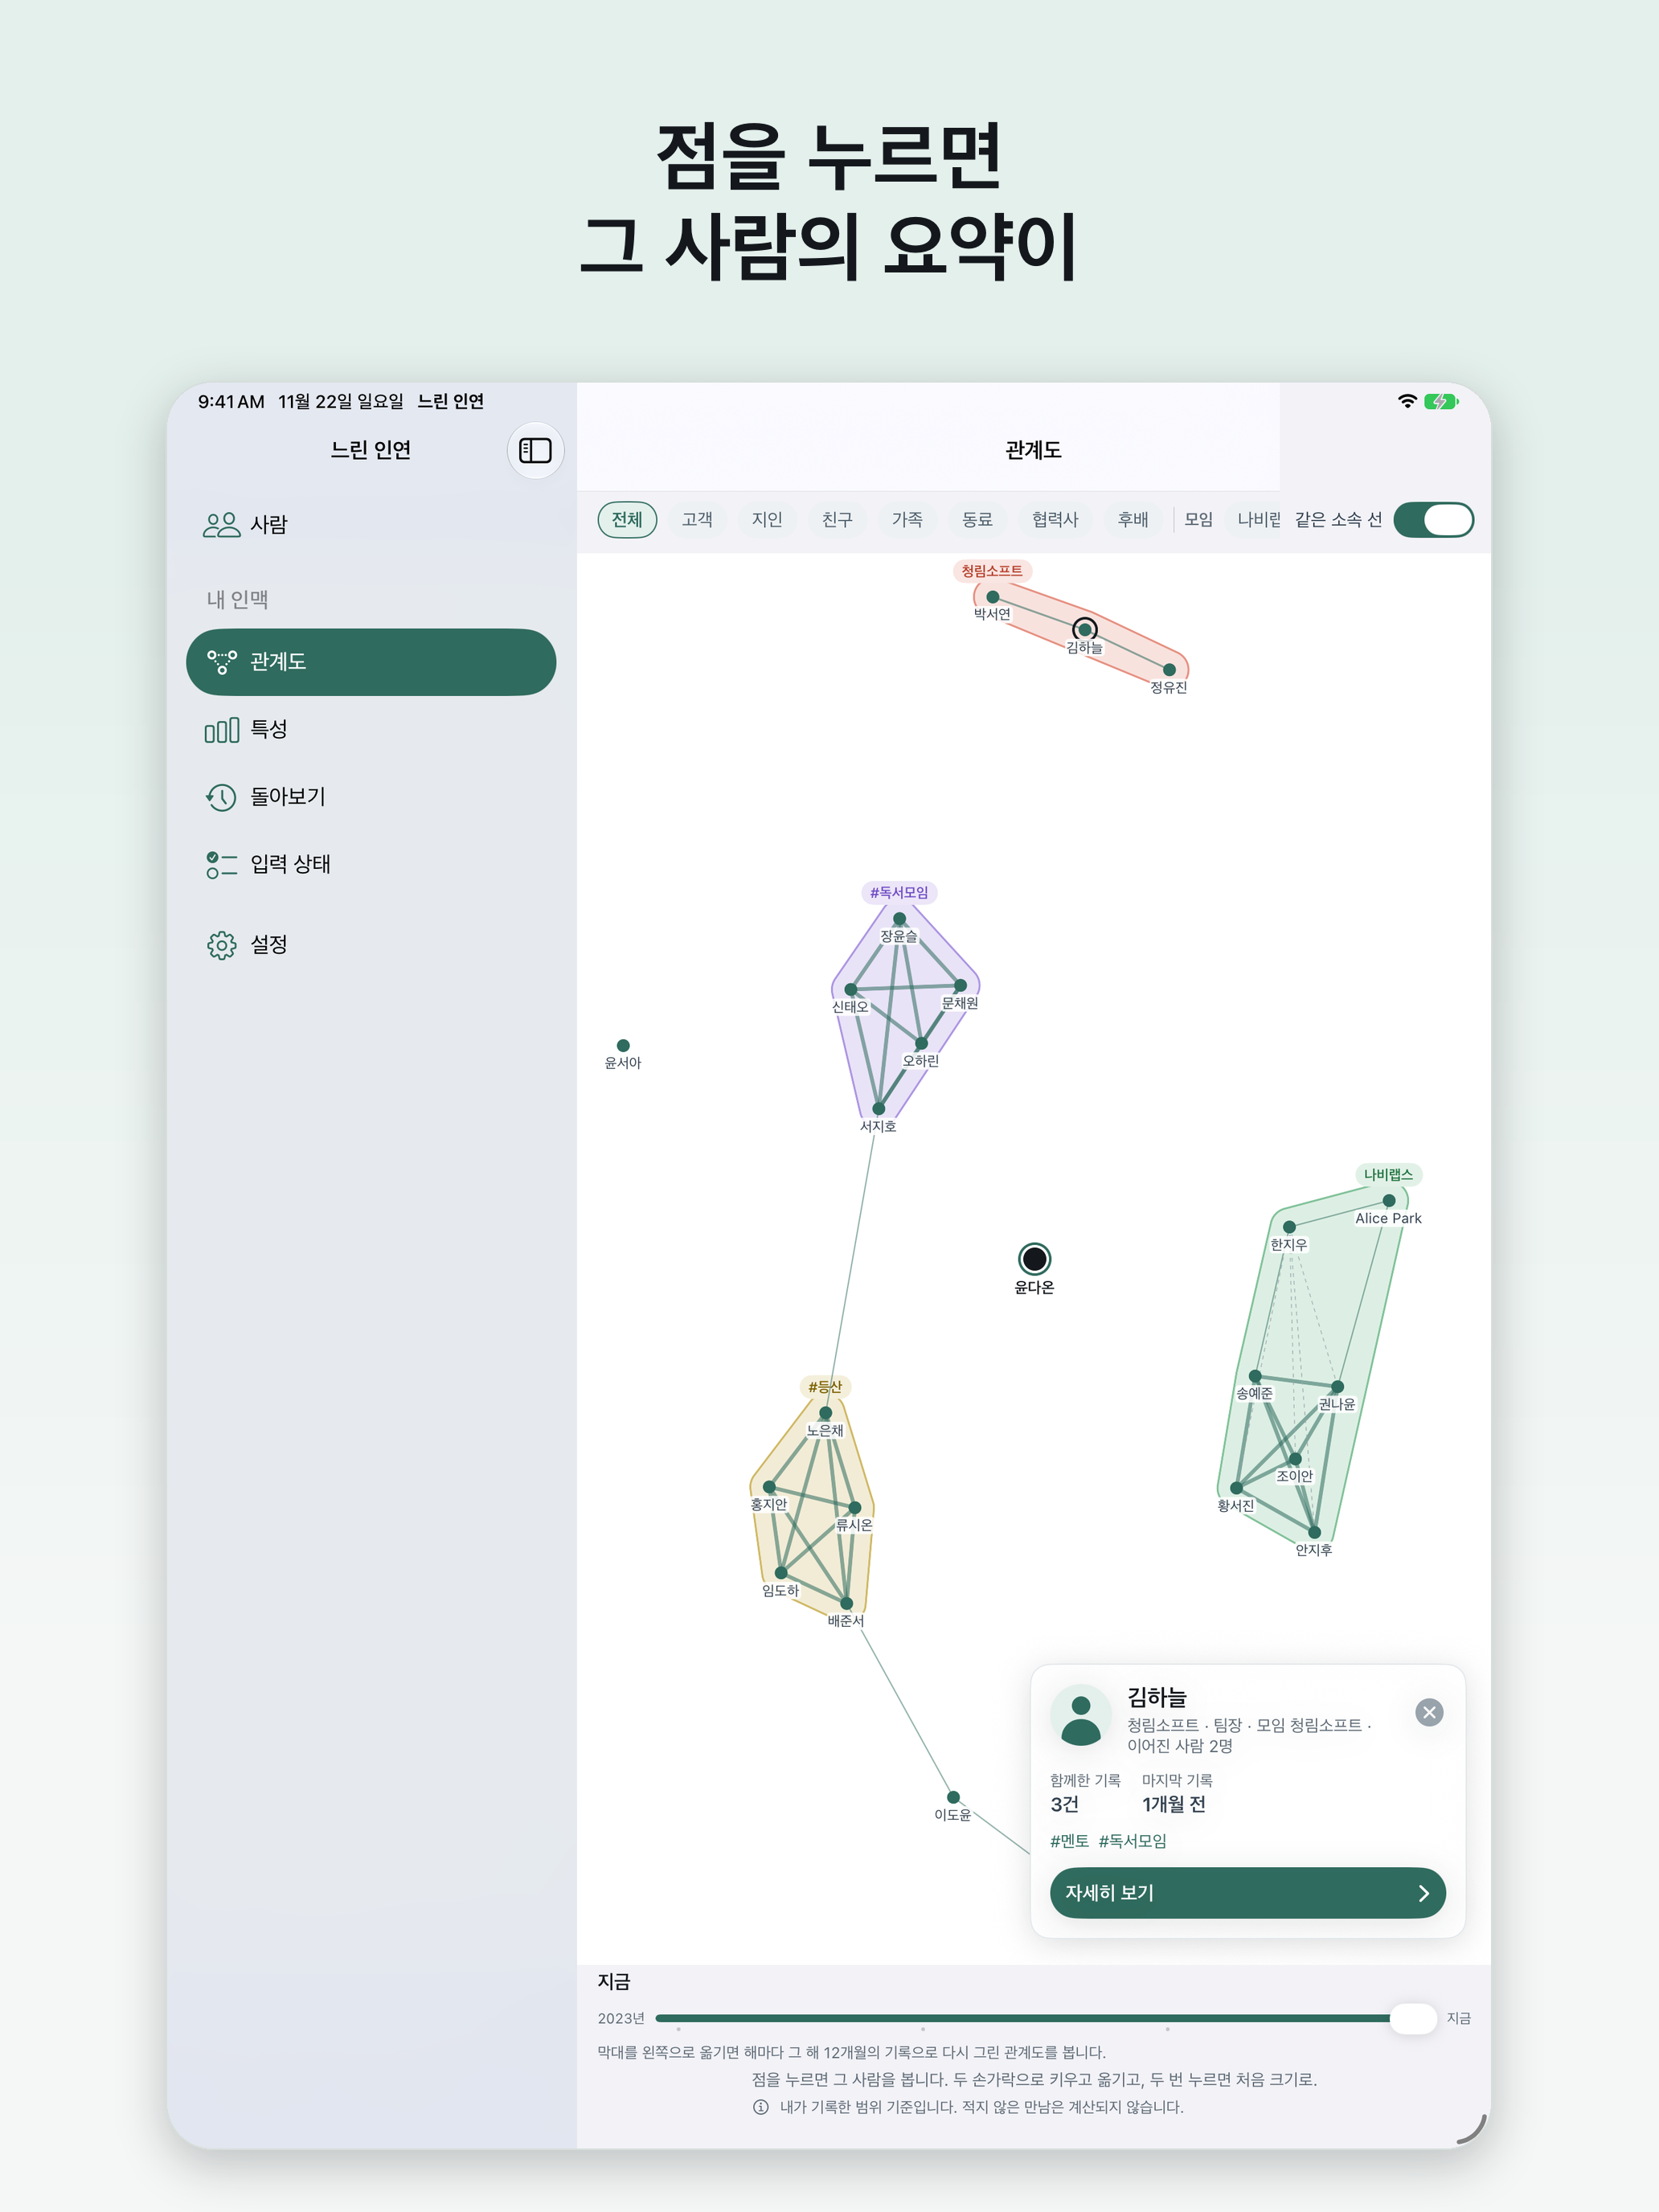 점을 누르면
그 사람의 요약이
9:41 AM 11월 22일 일요일 느린 인연
느린 인연
사람
내 인맥
관계도
특성
돌아보기
입력 상태
설정
관계도
전체 고객 지인 친구 가족 동료 협력사 후배 모임 같은 소속 선
청림소프트
박서연
김하늘
정유진
#독서모임
장윤슬
신태오
문채원
오하린
서지호
윤서아
나비랩스
Alice Park
한지우
윤다온
송예준
권나윤
조이안
황서진
안지후
#등산
노은채
홍지안
류시온
임도하
배준서
이도윤
김하늘
청림소프트 · 팀장 · 모임 청림소프트 ·
이어진 사람 2명
함께한 기록 마지막 기록
3건 1개월 전
#멘토 #독서모임
자세히 보기
지금
2023년 지금
막대를 왼쪽으로 옮기면 해마다 그 해 12개월의 기록으로 다시 그린 관계도를 봅니다.
점을 누르면 그 사람을 봅니다. 두 손가락으로 키우고 옮기고, 두 번 누르면 처음 크기로.
내가 기록한 범위 기준입니다. 적지 않은 만남은 계산되지 않습니다.